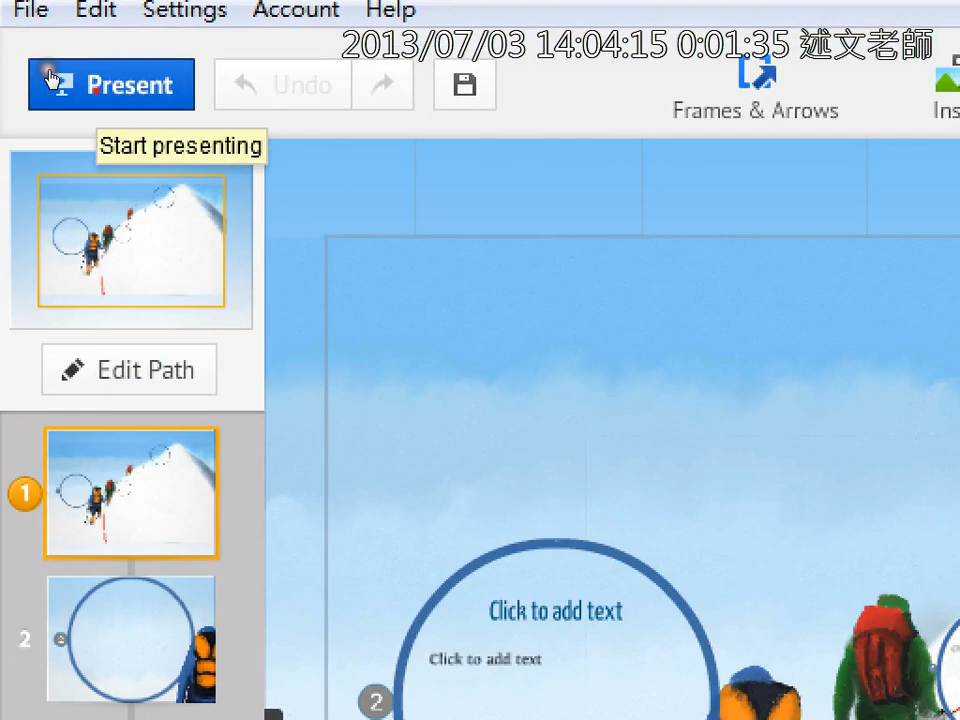 File Edit Settings Account Help
2013/07/03 14:04:15 0:01:35 述文老師
Present Undo
Frames & Arrows Ins
Start presenting
Edit Path
1
2
Click to add text
Click to add text
2